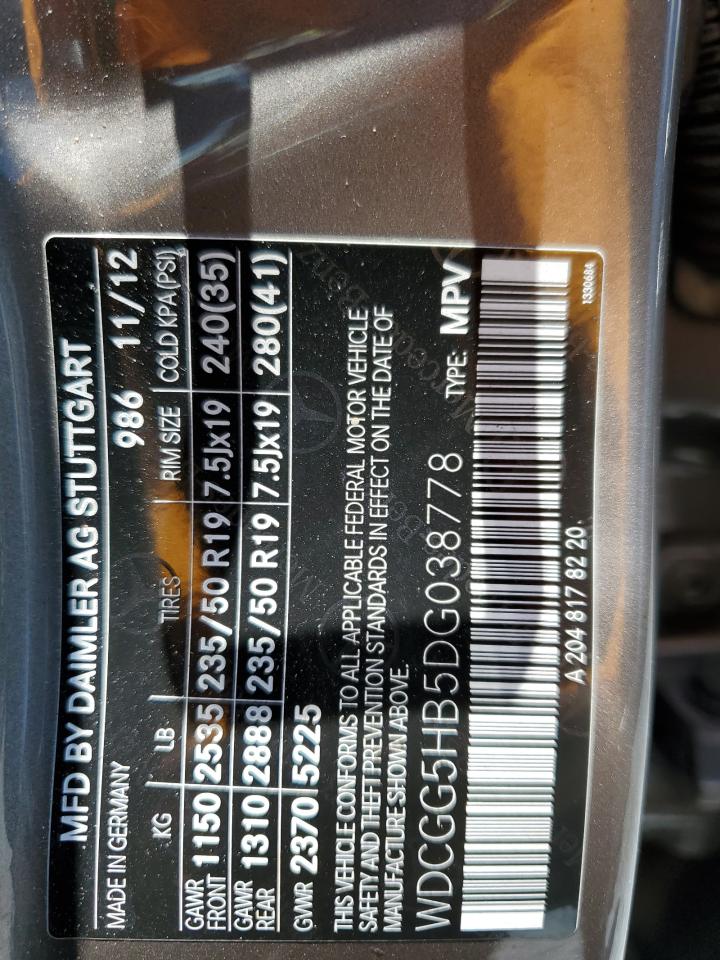 MFD BY DAIMLER AG STUTTGART
MADE IN GERMANY 986 11/12
KG LB TIRES RIM SIZE COLD KPA(PSI)
GAWR FRONT 1150 2535 235/50 R19 7.5Jx19 240(35)
GAWR REAR 1310 2888 235/50 R19 7.5Jx19 280(41)
GVWR 2370 5225
THIS VEHICLE CONFORMS TO ALL APPLICABLE FEDERAL MOTOR VEHICLE
SAFETY AND THEFT PREVENTION STANDARDS IN EFFECT ON THE DATE OF
MANUFACTURE SHOWN ABOVE.
WDCGG5HB5DG038778 TYPE: MPV
A 204 817 82 20
1330684